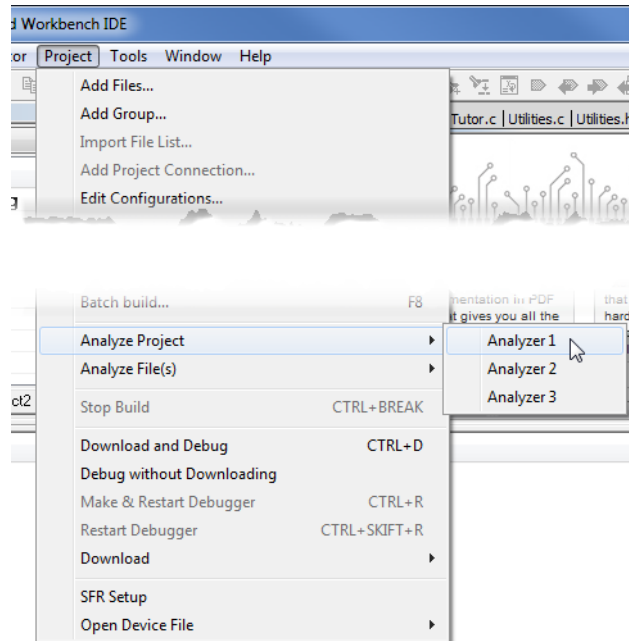 d Workbench IDE
or Project Tools Window Help
Add Files...
Add Group...
Tutor.c | Utilities.c | Utilities.h
Import File List...
Add Project Connection...
Edit Configurations...
Batch build... F8
mentation in PDF that
it gives you all the hard
Analyze Project Analyzer 1
Analyze File(s) Analyzer 2
ct2
Stop Build CTRL+BREAK Analyzer 3
Download and Debug CTRL+D
Debug without Downloading
Make & Restart Debugger CTRL+R
Restart Debugger CTRL+SKIFT+R
Download
SFR Setup
Open Device File